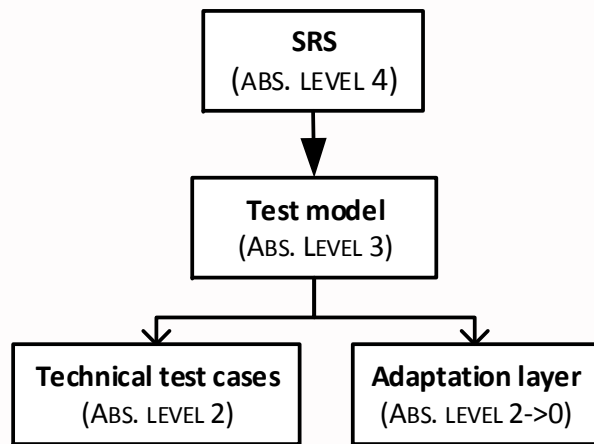 SRS
(ABS. LEVEL 4)
Test model
(ABS. LEVEL 3)
Technical test cases
(ABS. LEVEL 2)
Adaptation layer
(ABS. LEVEL 2->0)